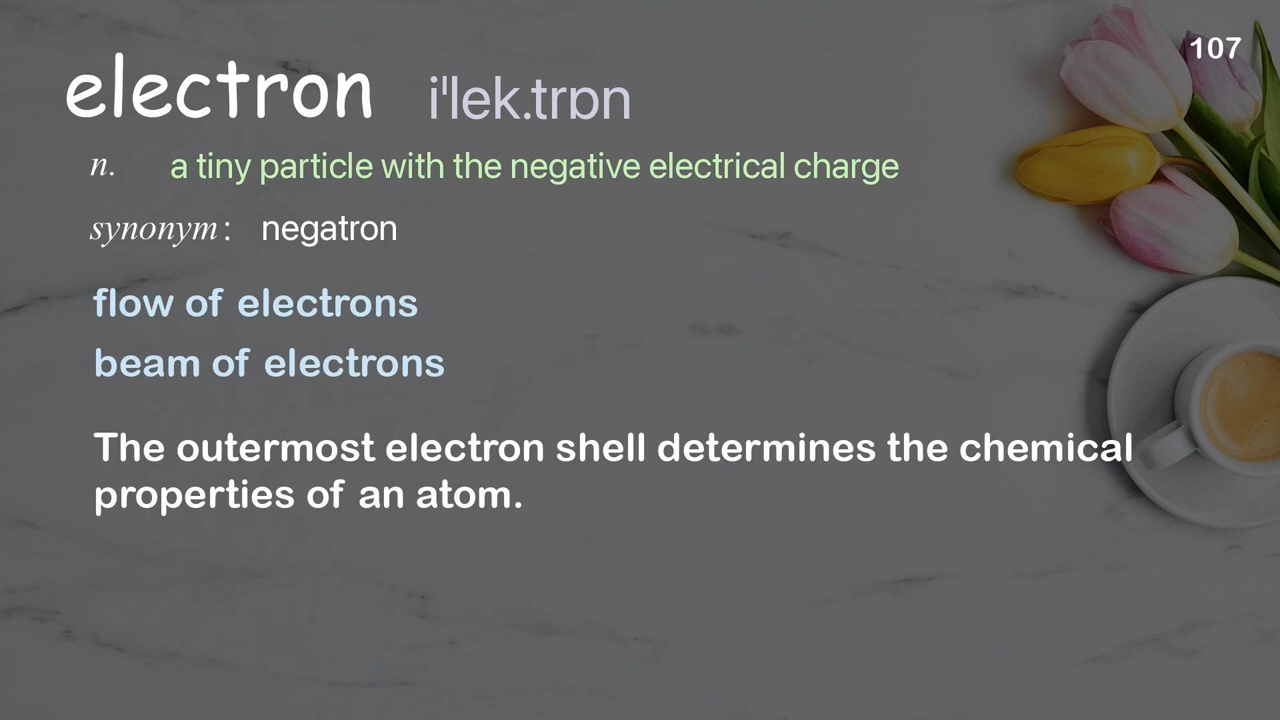 107
electron iˈlek.trɒn
n. a tiny particle with the negative electrical charge
synonym: negatron
flow of electrons
beam of electrons
The outermost electron shell determines the chemical
properties of an atom.